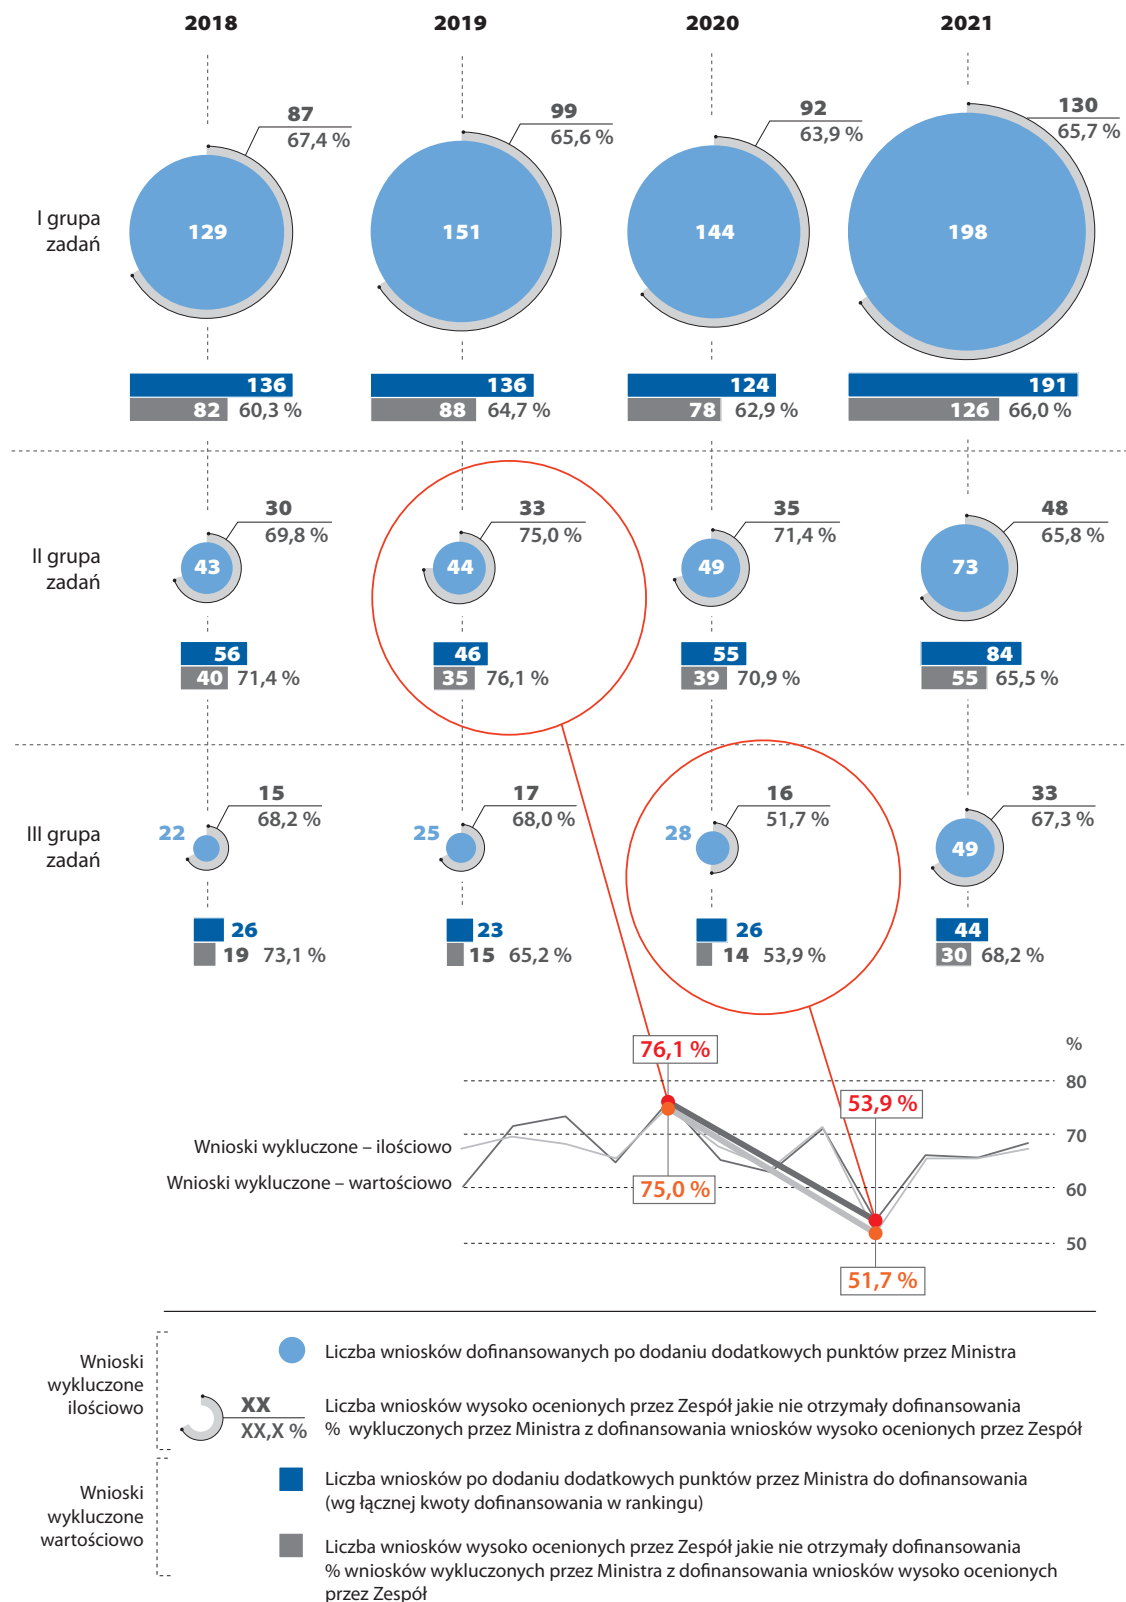 2018
2019
2020
2021
87
67,4 %
99
65,6 %
92
63,9 %
130
65,7 %
I grupa
zadań
129
151
144
198
136
82 60,3 %
136
88 64,7 %
124
78 62,9 %
191
126 66,0 %
30
69,8 %
33
75,0 %
35
71,4 %
48
65,8 %
II grupa
zadań
43
44
49
73
56
40 71,4 %
46
35 76,1 %
55
39 70,9 %
84
55 65,5 %
15
68,2 %
17
68,0 %
16
51,7 %
33
67,3 %
III grupa
zadań
22
25
28
49
26
19 73,1 %
23
15 65,2 %
26
14 53,9 %
44
30 68,2 %
76,1 %
%
80
53,9 %
70
Wnioski wykluczone – ilościowo
Wnioski wykluczone – wartościowo
75,0 %
60
50
51,7 %
Wnioski
wykluczone
ilościowo
Liczba wniosków dofinansowanych po dodaniu dodatkowych punktów przez Ministra
XX
XX,X %
Liczba wniosków wysoko ocenionych przez Zespół jakie nie otrzymały dofinansowania
% wykluczonych przez Ministra z dofinansowania wniosków wysoko ocenionych przez Zespół
Wnioski
wykluczone
wartościowo
Liczba wniosków po dodaniu dodatkowych punktów przez Ministra do dofinansowania
(wg łącznej kwoty dofinansowania w rankingu)
Liczba wniosków wysoko ocenionych przez Zespół jakie nie otrzymały dofinansowania
% wniosków wykluczonych przez Ministra z dofinansowania wniosków wysoko ocenionych
przez Zespół